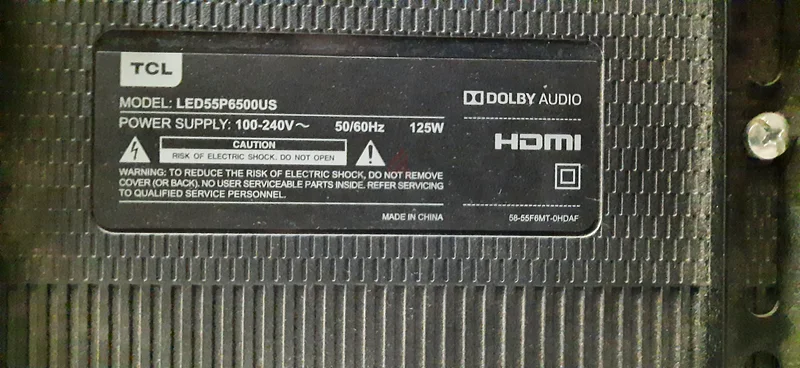 TCL
MODEL: LED55P6500US
POWER SUPPLY: 100-240V～ 50/60Hz 125W
CAUTION
RISK OF ELECTRIC SHOCK. DO NOT OPEN
WARNING: TO REDUCE THE RISK OF ELECTRIC SHOCK, DO NOT REMOVE
COVER (OR BACK). NO USER SERVICEABLE PARTS INSIDE. REFER SERVICING
TO QUALIFIED SERVICE PERSONNEL.
MADE IN CHINA
DOLBY AUDIO
HDMI
58-55F6MT-0HDAF